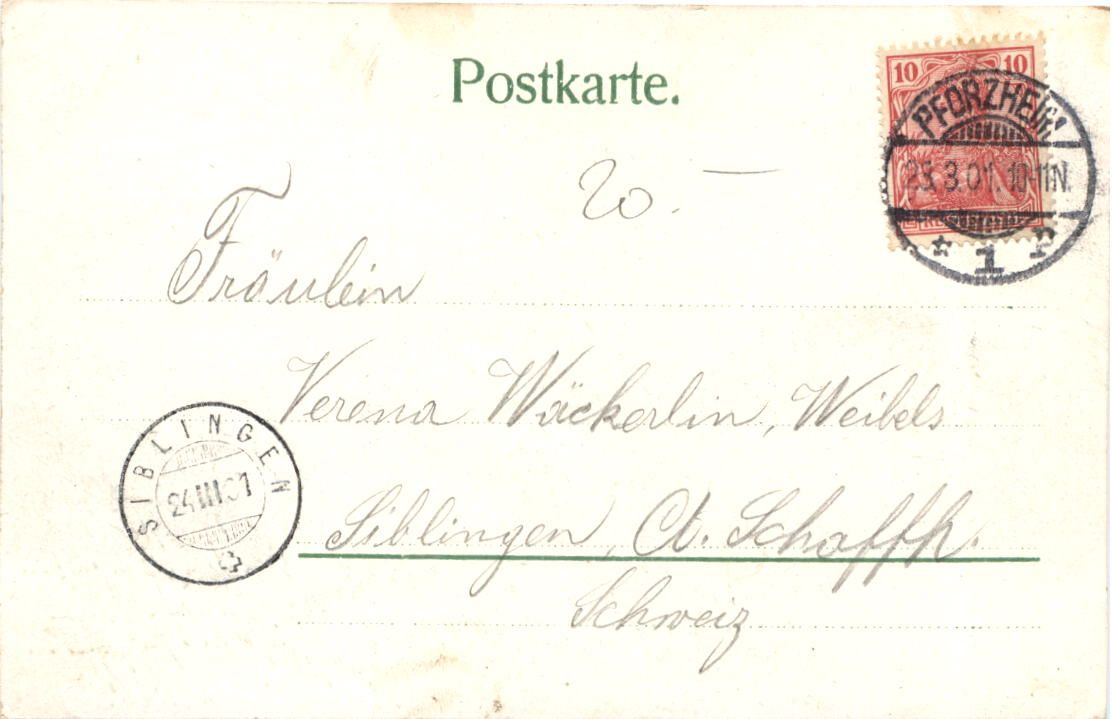 Postkarte.
10 10
PFORZHEIM
23.3.01. 10-11N.
* 1 P
20.-
Fräulein
Verena Wäckerlin, Weibels
SIBLINGEN
24 III 01
Siblingen, Ct. Schaffh.
Schweiz